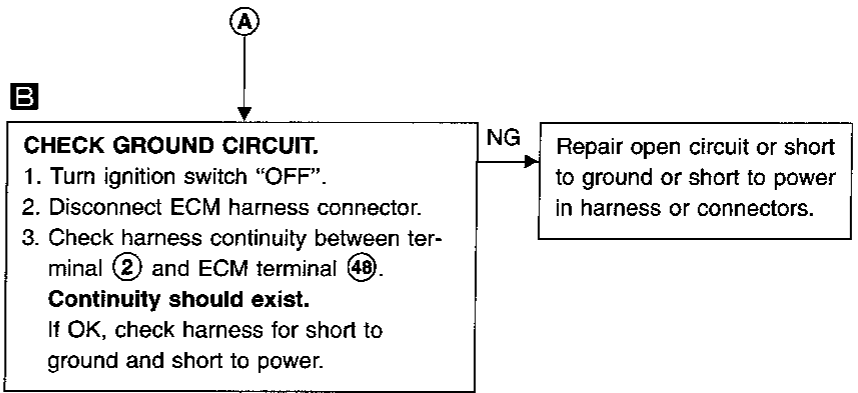 A
B
CHECK GROUND CIRCUIT.
1. Turn ignition switch “OFF”.
2. Disconnect ECM harness connector.
3. Check harness continuity between ter-
minal 2 and ECM terminal 48.
Continuity should exist.
If OK, check harness for short to
ground and short to power.
NG
Repair open circuit or short
to ground or short to power
in harness or connectors.